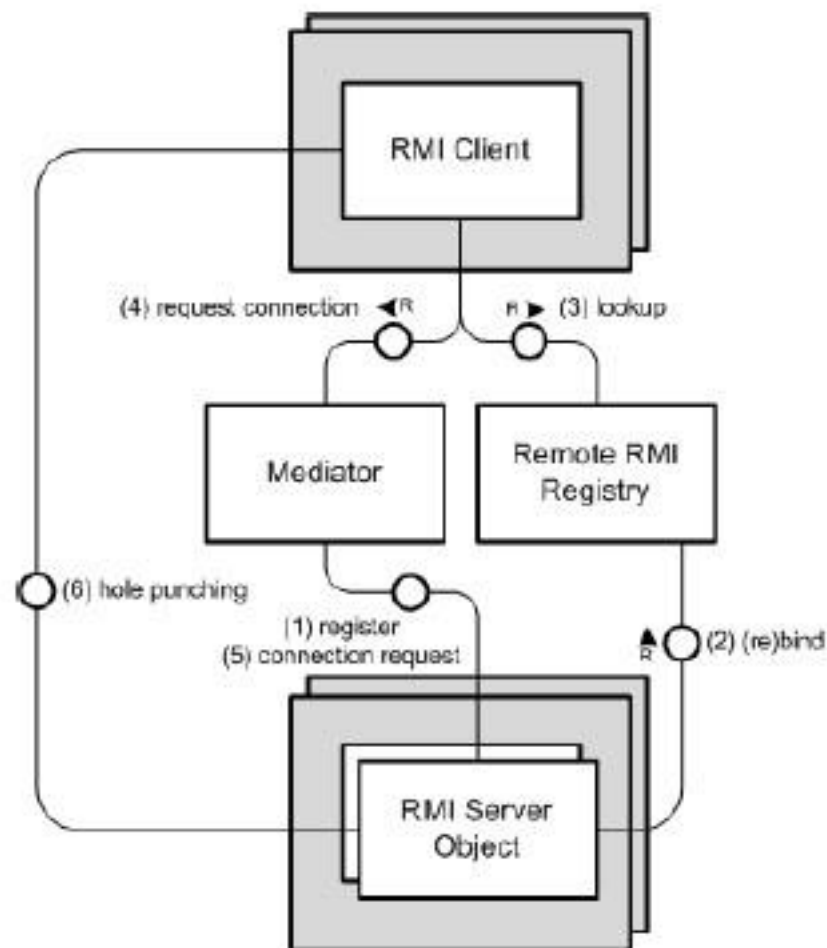 RMI Client
(4) request connection
R
R
(3) lookup
Mediator
Remote RMI
Registry
(6) hole punching
(1) register
(5) connection request
R
(2) (re)bind
RMI Server
Object